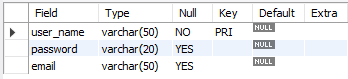 Field Type Null Key Default Extra
user_name varchar(50) NO PRI NULL
password varchar(20) YES NULL
email varchar(50) YES NULL